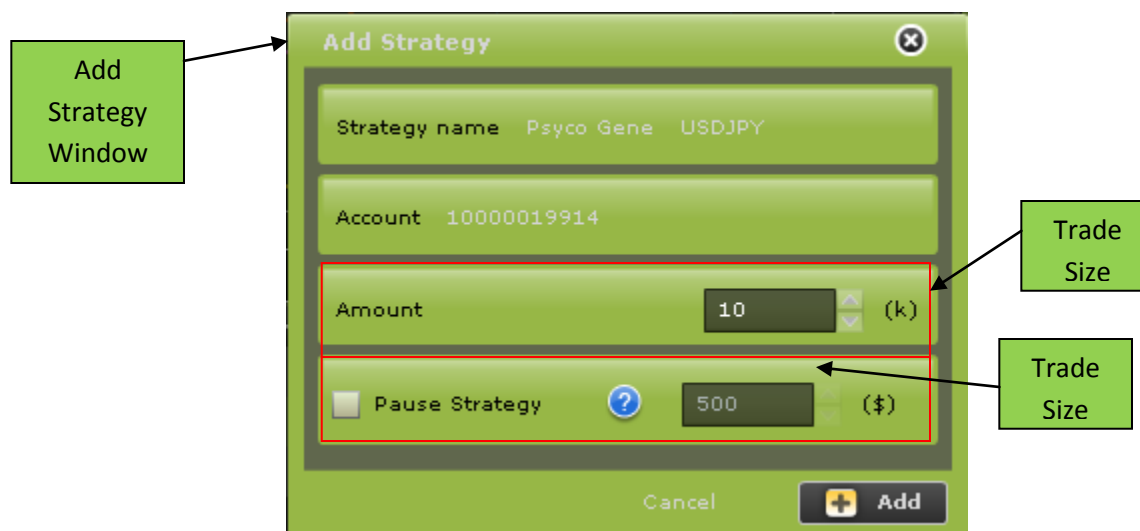 Add Strategy
Add
Strategy
Window
Strategy name Psyco Gene USDJPY
Account 10000019914
Trade
Size
Amount 10 (k)
Trade
Size
Pause Strategy ? 500 ($)
Cancel + Add